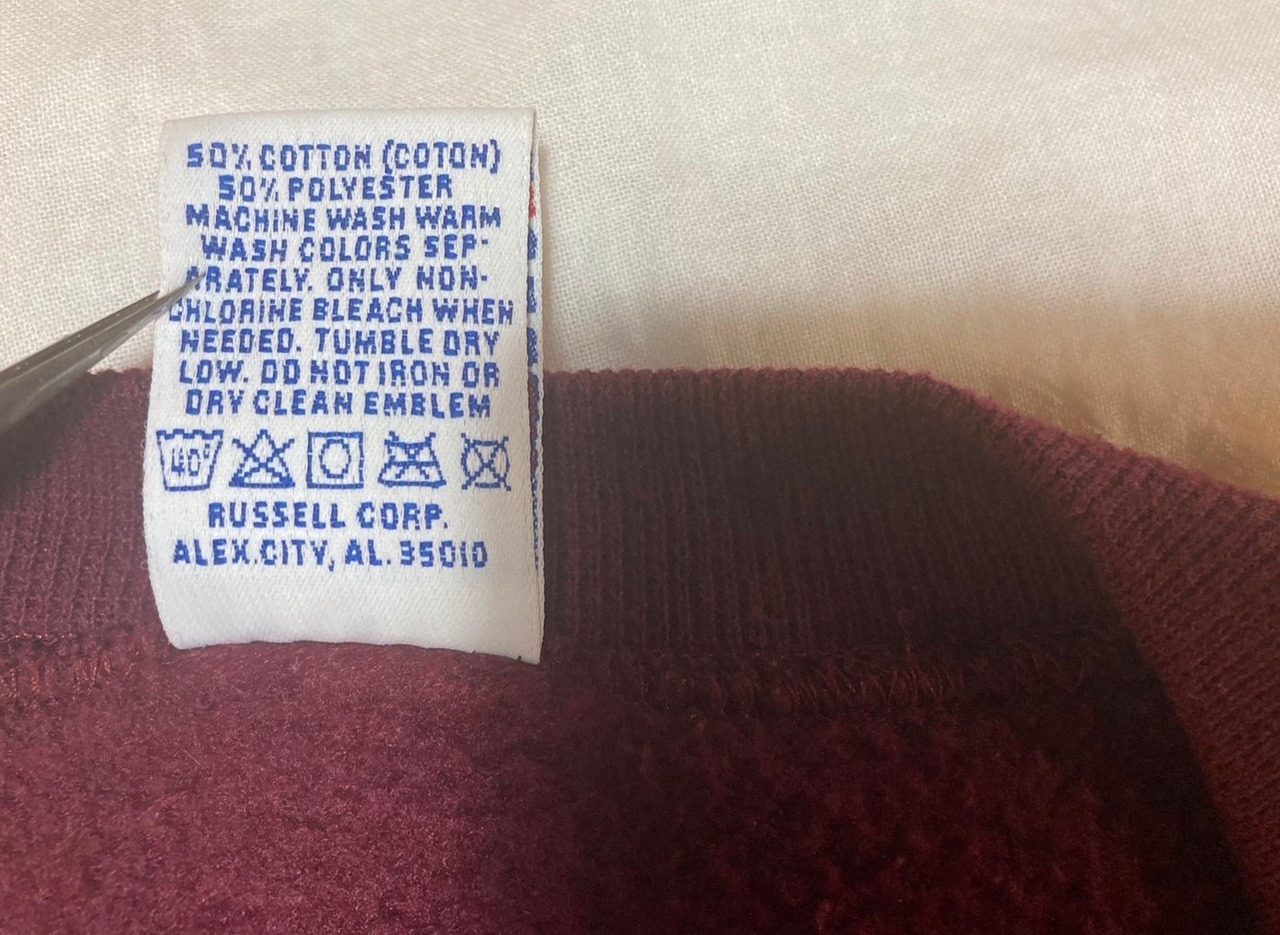 50% COTTON (COTON)
50% POLYESTER
MACHINE WASH WARM
WASH COLORS SEP-
ARATELY. ONLY NON-
CHLORINE BLEACH WHEN
NEEDED. TUMBLE DRY
LOW. DO NOT IRON OR
DRY CLEAN EMBLEM
40°
RUSSELL CORP.
ALEX.CITY, AL. 35010